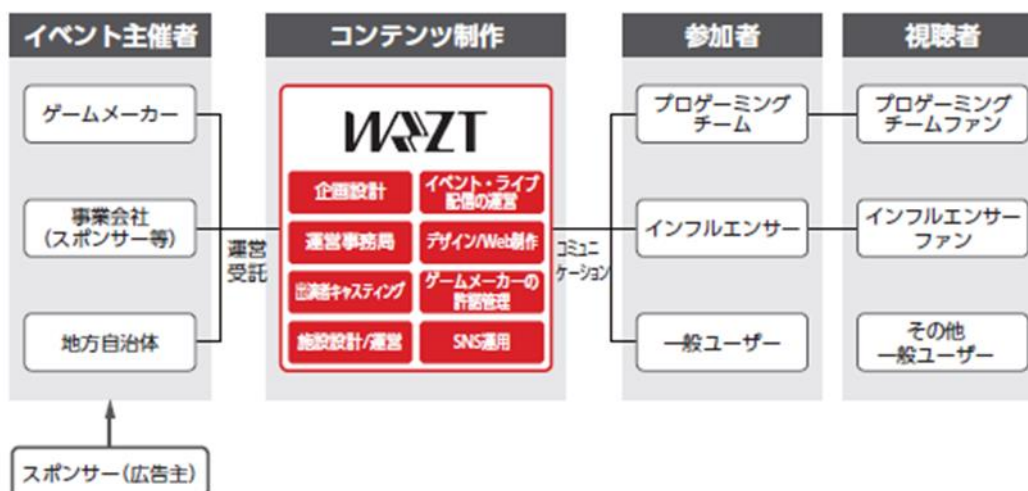 イベント主催者
ゲームメーカー
事業会社
(スポンサー等)
地方自治体
スポンサー(広告主)
運営
受託
コンテンツ制作
WRZT
企画設計
イベント・ライブ
配信の運営
運営事務局
デザイン/Web制作
出演者キャスティング
ゲームメーカーの
許諾管理
施設設計/運営
SNS運用
コミュニ
ケーション
参加者
プロゲーミング
チーム
インフルエンサー
一般ユーザー
視聴者
プロゲーミング
チームファン
インフルエンサー
ファン
その他
一般ユーザー